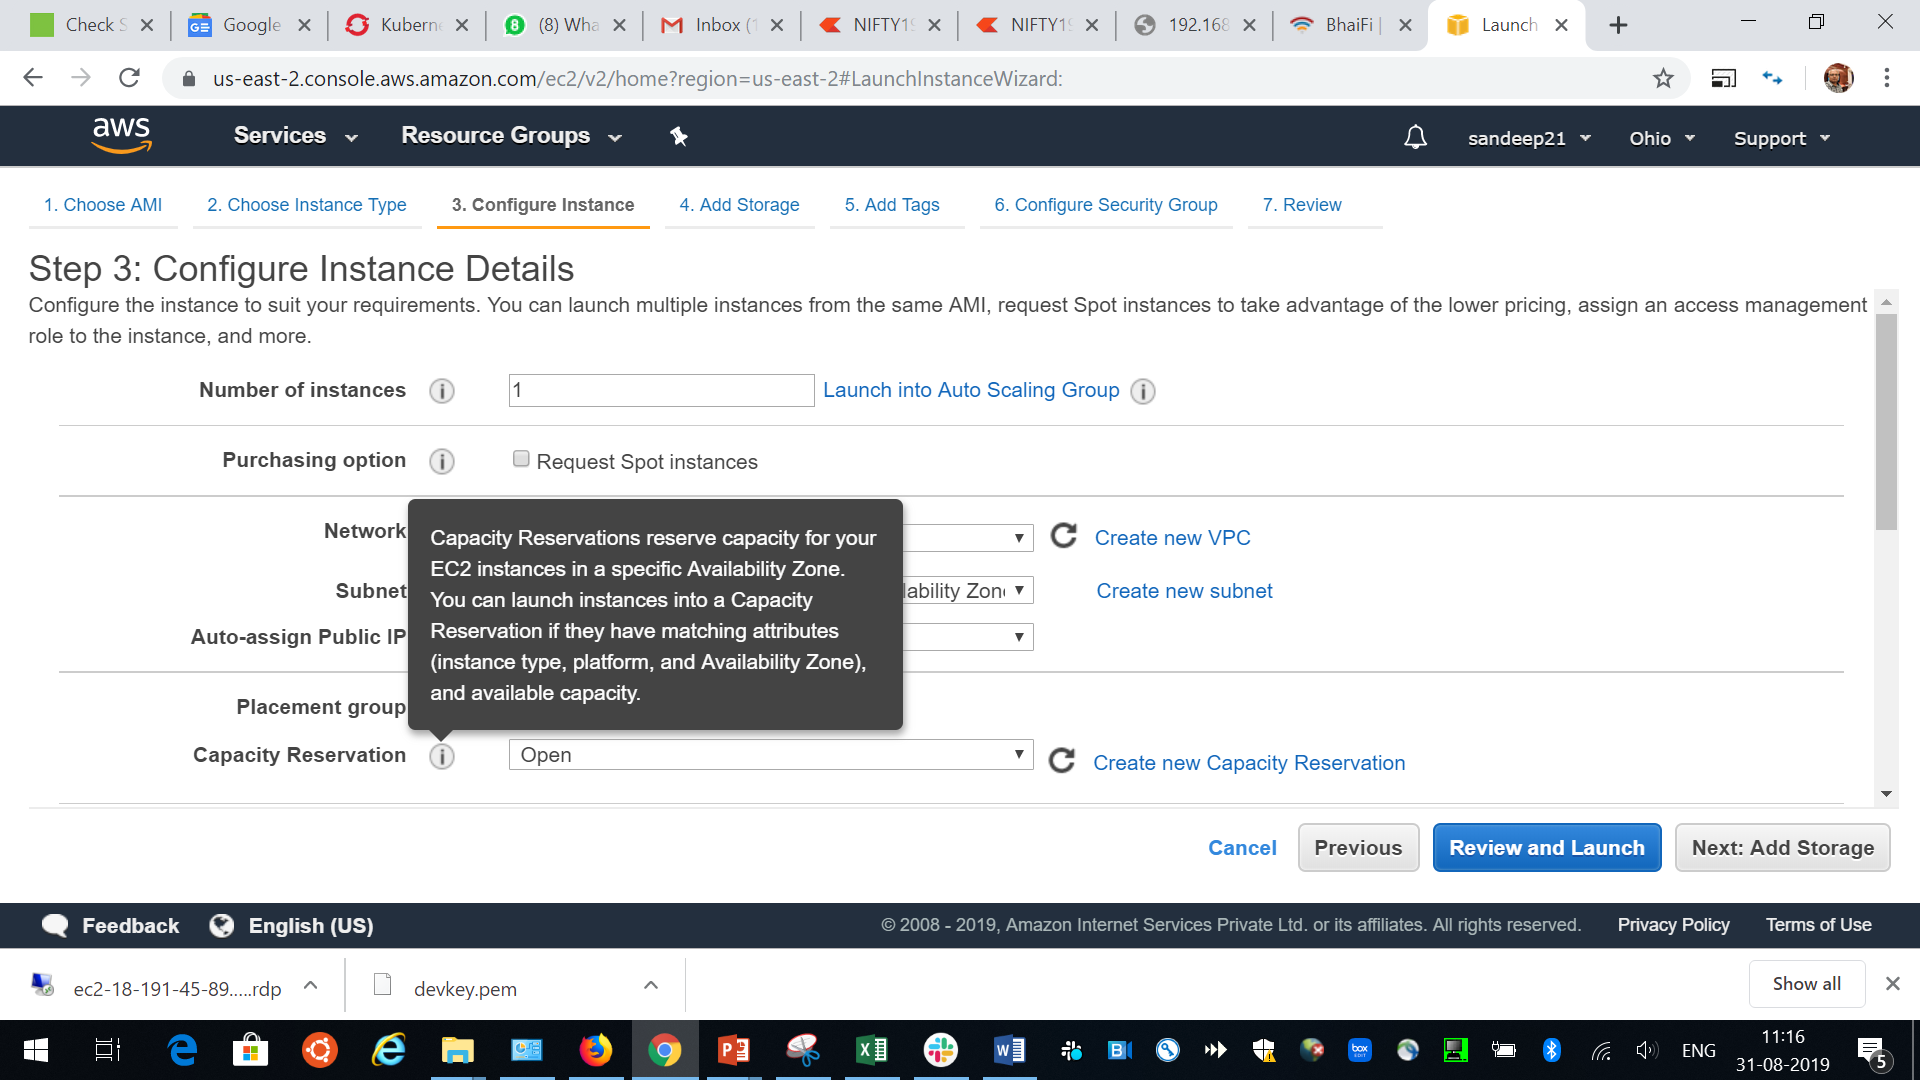 Check S
Google
Kuberne
(8) Wha
Inbox (1
NIFTY19
NIFTY19
192.168
BhaiFi |
Launch
us-east-2.console.aws.amazon.com/ec2/v2/home?region=us-east-2#LaunchInstanceWizard:
aws
Services
Resource Groups
sandeep21
Ohio
Support
1. Choose AMI
2. Choose Instance Type
3. Configure Instance
4. Add Storage
5. Add Tags
6. Configure Security Group
7. Review
Step 3: Configure Instance Details
Configure the instance to suit your requirements. You can launch multiple instances from the same AMI, request Spot instances to take advantage of the lower pricing, assign an access management
role to the instance, and more.
Number of instances
1
Launch into Auto Scaling Group
Purchasing option
Request Spot instances
Network
Create new VPC
Subnet
lability Zon
Create new subnet
Auto-assign Public IP
Capacity Reservations reserve capacity for your
EC2 instances in a specific Availability Zone.
You can launch instances into a Capacity
Reservation if they have matching attributes
(instance type, platform, and Availability Zone),
and available capacity.
Placement group
Capacity Reservation
Open
Create new Capacity Reservation
Cancel
Previous
Review and Launch
Next: Add Storage
Feedback
English (US)
© 2008 - 2019, Amazon Internet Services Private Ltd. or its affiliates. All rights reserved.
Privacy Policy
Terms of Use
ec2-18-191-45-89.....rdp
devkey.pem
Show all
ENG
11:16
31-08-2019
5